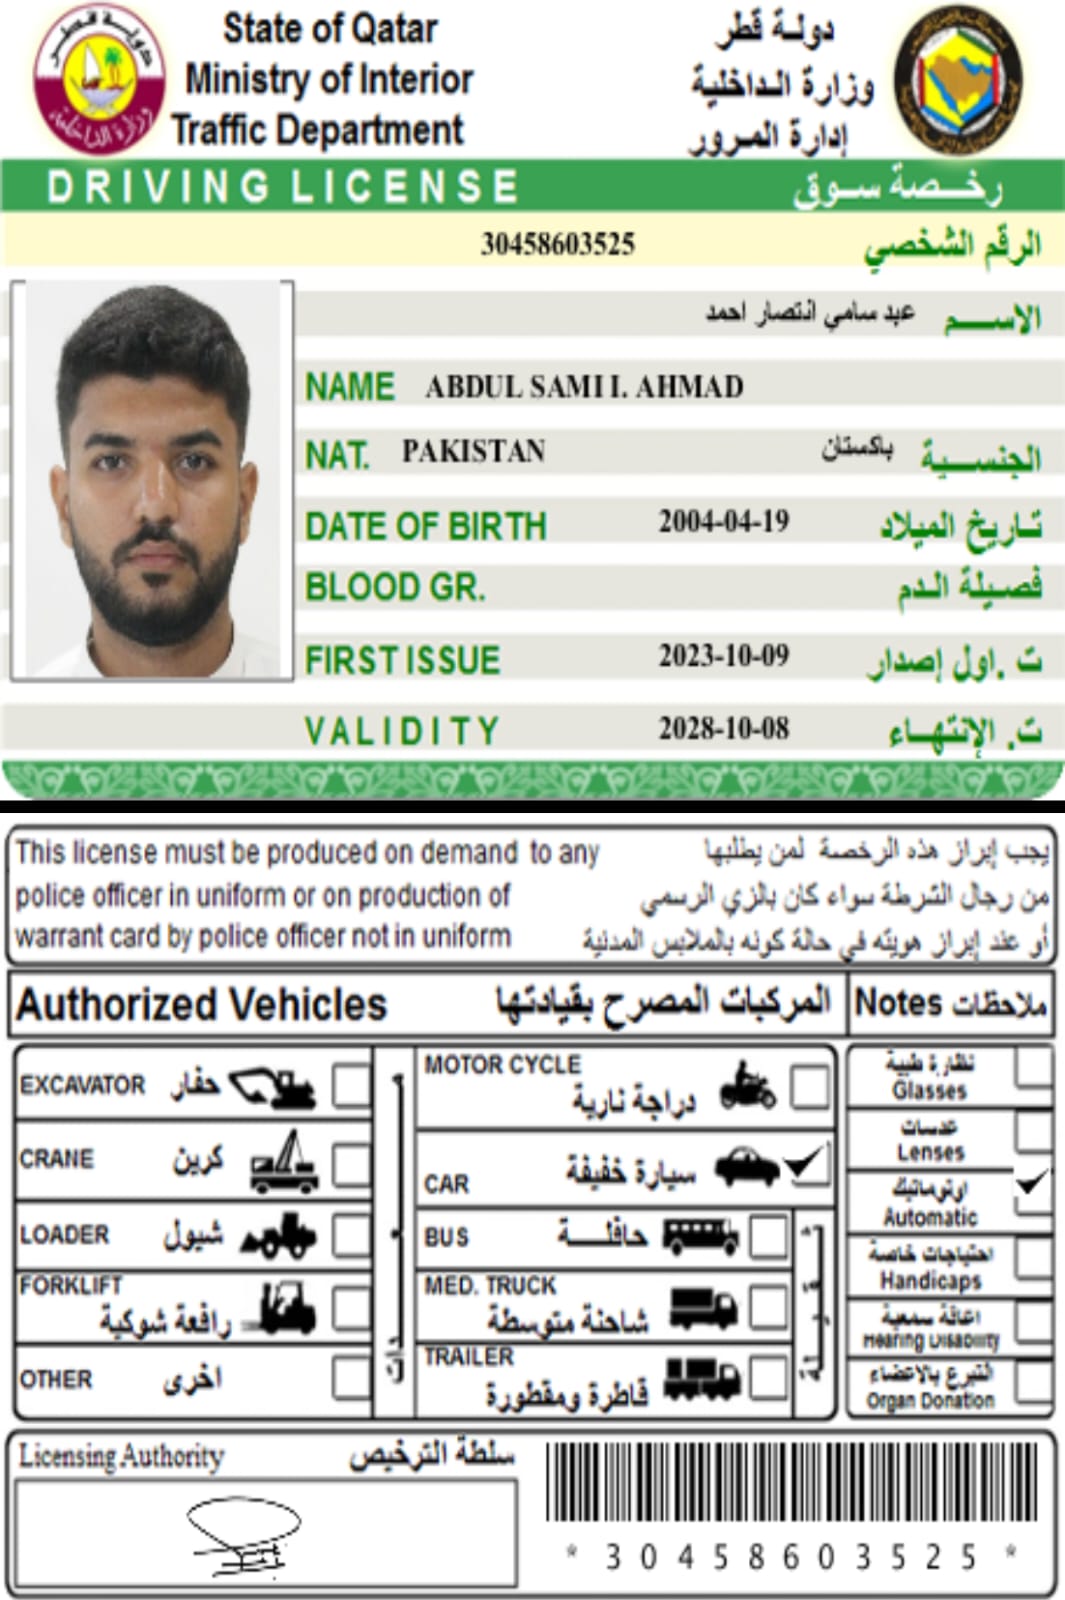 State of Qatar
Ministry of Interior
Traffic Department
دولة قطر
وزارة الداخلية
إدارة المرور
دولة قطر
وزارة الداخلية
DRIVING LICENSE رخصة سوق
30458603525 الرقم الشخصي
الاسم عبد سامي انتصار احمد
NAME ABDUL SAMI I. AHMAD
NAT. PAKISTAN باكستان الجنسية
DATE OF BIRTH 2004-04-19 تاريخ الميلاد
BLOOD GR. فصيلة الدم
FIRST ISSUE 2023-10-09 ت .اول إصدار
VALIDITY 2028-10-08 ت. الإنتهاء
This license must be produced on demand to any
police officer in uniform or on production of
warrant card by police officer not in uniform
يجب إبراز هذه الرخصة لمن يطلبها
من رجال الشرطة سواء كان بالزي الرسمي
أو عند إبراز هويته في حالة كونه بالملابس المدنية
Authorized Vehicles المركبات المصرح بقيادتها
Notes ملاحظات
EXCAVATOR حفار
CRANE كرين
LOADER شيول
FORKLIFT
رافعة شوكية
OTHER اخرى
MOTOR CYCLE
دراجة نارية
CAR سيارة خفيفة
BUS حافلة
MED. TRUCK
شاحنة متوسطة
TRAILER
قاطرة ومقطورة
نظارة طبية
Glasses
عدسات
Lenses
اوتوماتيك
Automatic
احتياجات خاصة
Handicaps
اعاقة سمعية
Hearing Disability
التبرع بالاعضاء
Organ Donation
Licensing Authority سلطة الترخيص
* 3 0 4 5 8 6 0 3 5 2 5 *